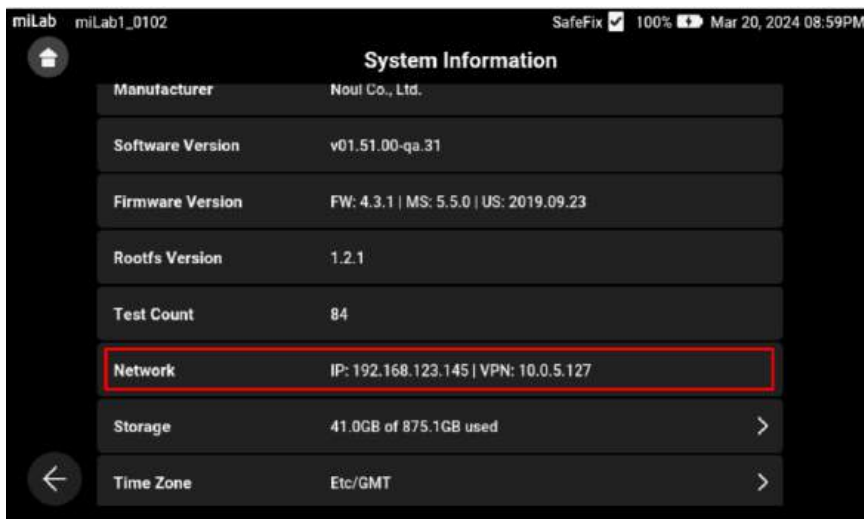 miLab miLab1_0102 SafeFix 100% Mar 20, 2024 08:59PM
System Information
Manufacturer Noul Co., Ltd.
Software Version v01.51.00-qa.31
Firmware Version FW: 4.3.1 | MS: 5.5.0 | US: 2019.09.23
Rootfs Version 1.2.1
Test Count 84
Network IP: 192.168.123.145 | VPN: 10.0.5.127
Storage 41.0GB of 875.1GB used
Time Zone Etc/GMT